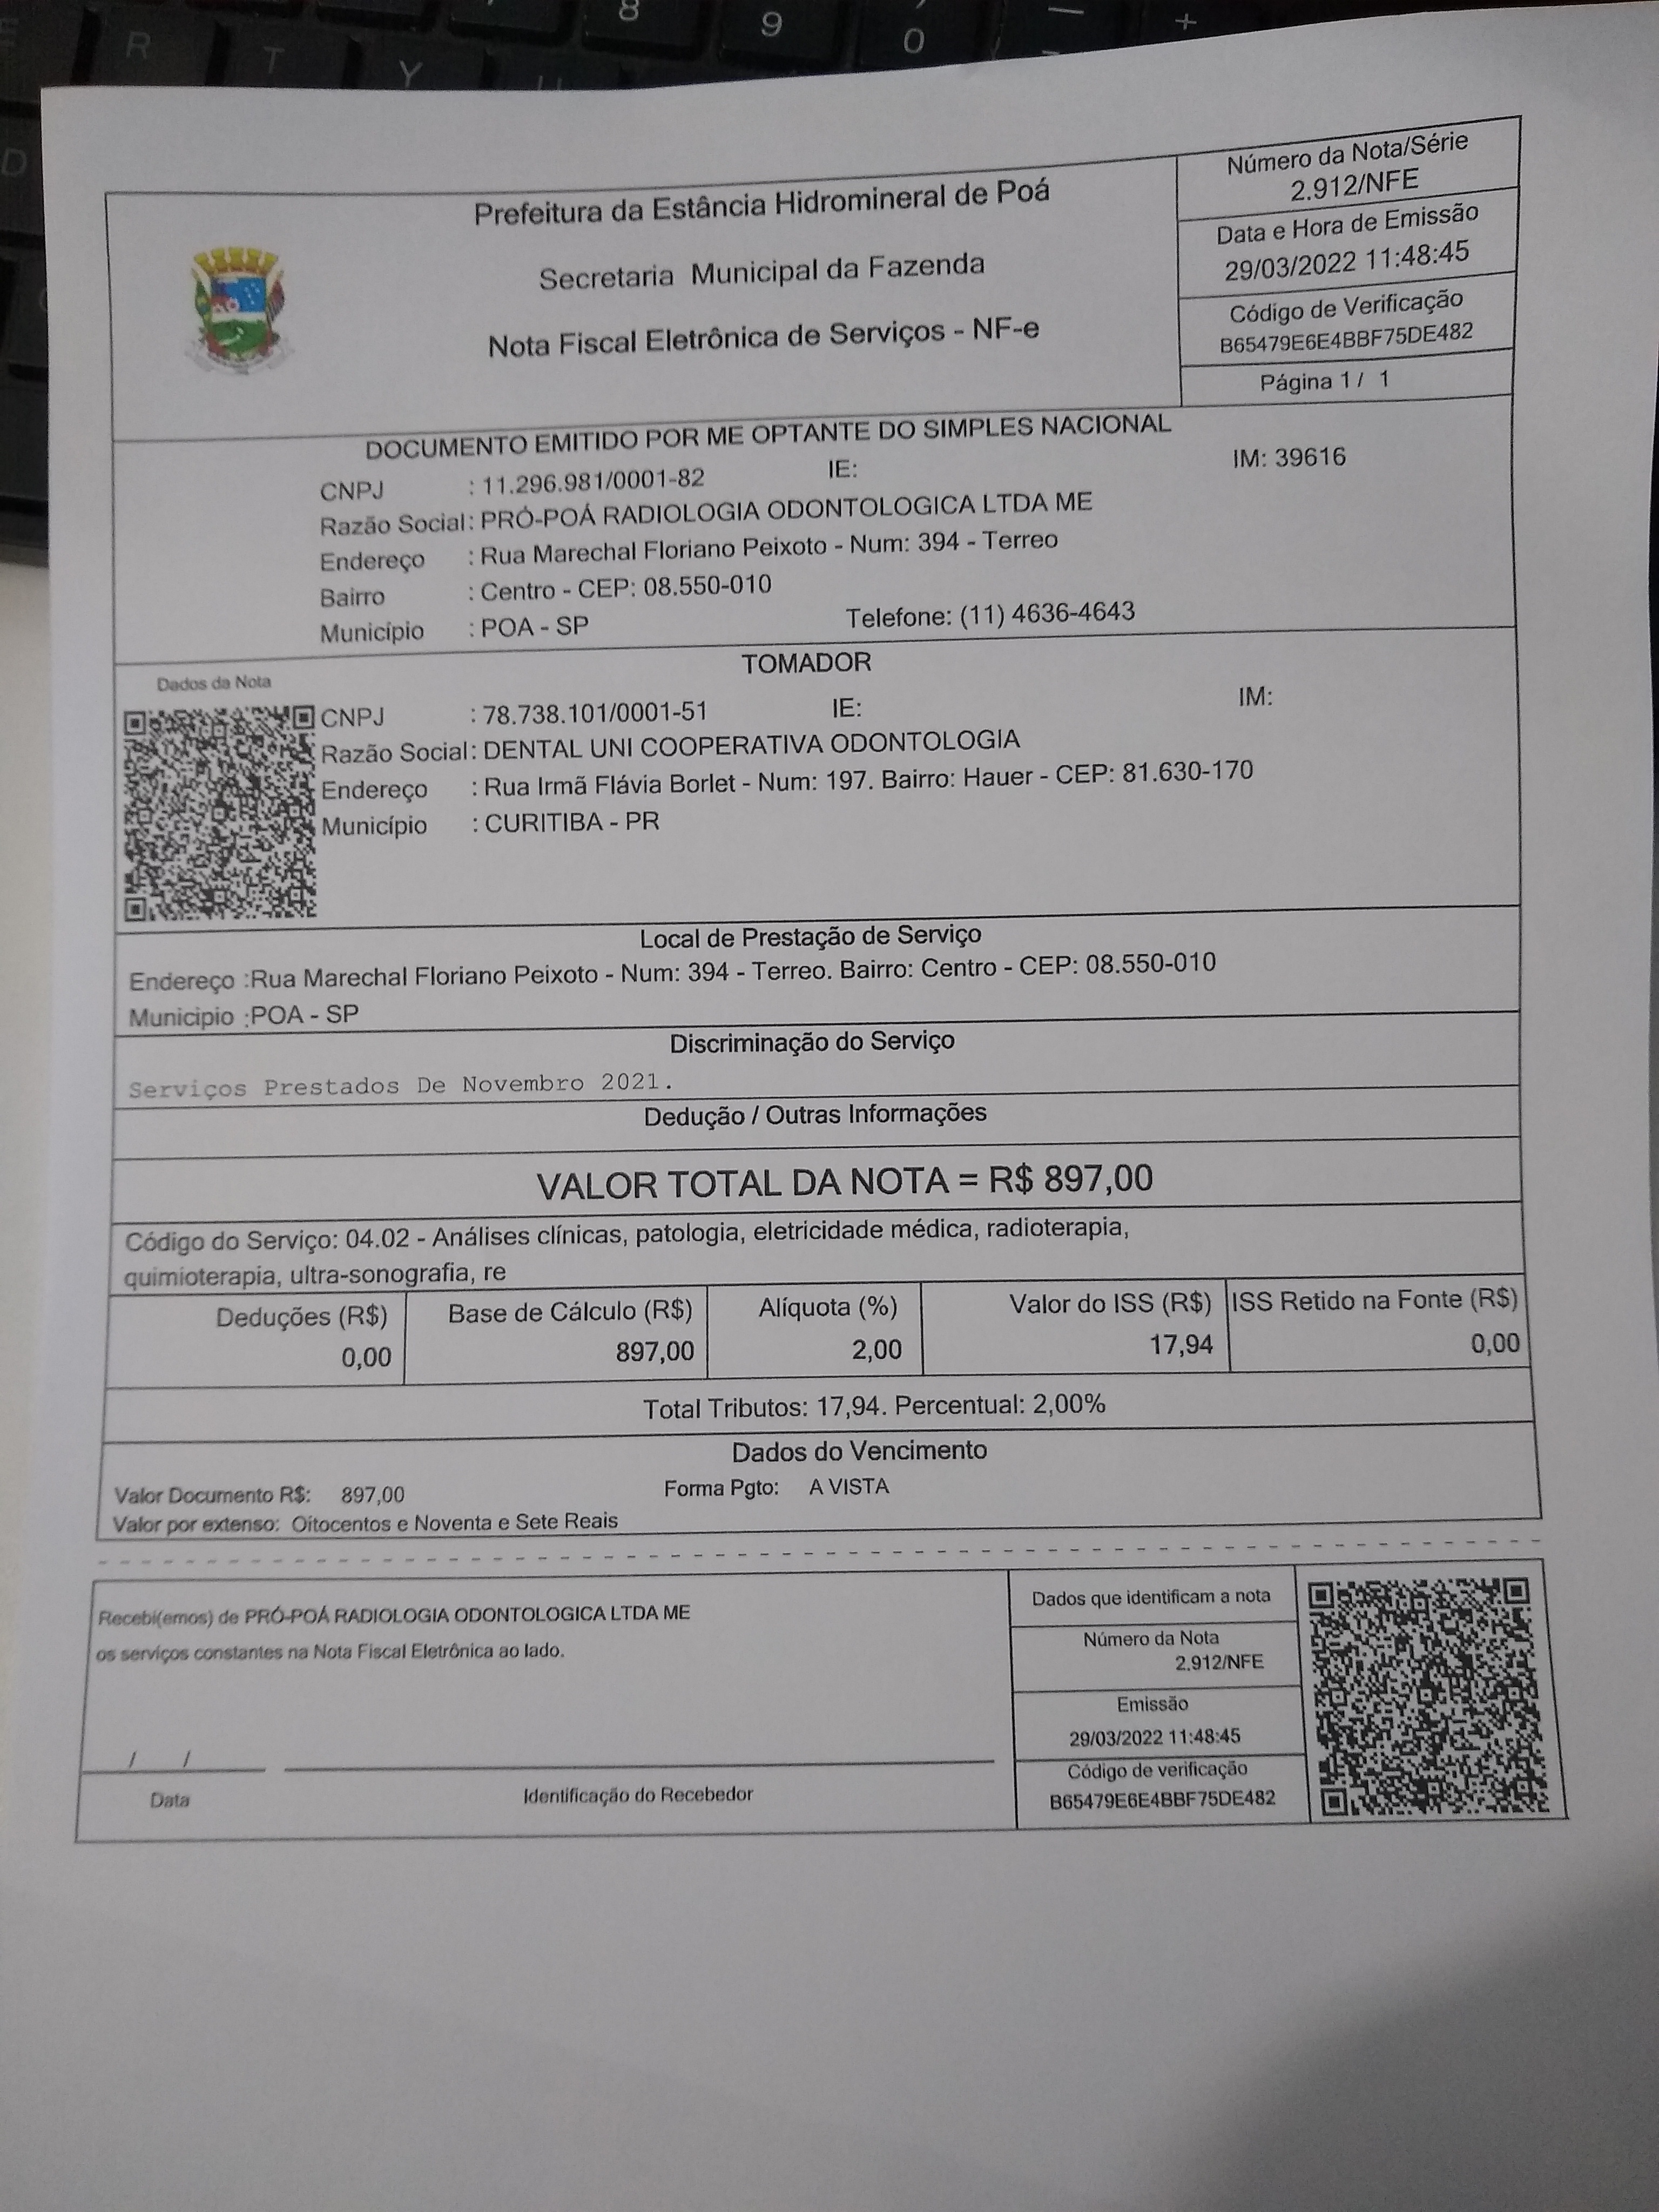 R T Y U 8 9 0 — +
D
Prefeitura da Estância Hidromineral de Poá
Secretaria Municipal da Fazenda
Nota Fiscal Eletrônica de Serviços - NF-e
Número da Nota/Série
2.912/NFE
Data e Hora de Emissão
29/03/2022 11:48:45
Código de Verificação
B65479E6E4BBF75DE482
Página 1 / 1
DOCUMENTO EMITIDO POR ME OPTANTE DO SIMPLES NACIONAL
CNPJ : 11.296.981/0001-82 IE: IM: 39616
Razão Social: PRÓ-POÁ RADIOLOGIA ODONTOLOGICA LTDA ME
Endereço : Rua Marechal Floriano Peixoto - Num: 394 - Terreo
Bairro : Centro - CEP: 08.550-010
Município : POA - SP Telefone: (11) 4636-4643
TOMADOR
Dados da Nota
CNPJ : 78.738.101/0001-51 IE: IM:
Razão Social: DENTAL UNI COOPERATIVA ODONTOLOGIA
Endereço : Rua Irmã Flávia Borlet - Num: 197. Bairro: Hauer - CEP: 81.630-170
Município : CURITIBA - PR
Local de Prestação de Serviço
Endereço :Rua Marechal Floriano Peixoto - Num: 394 - Terreo. Bairro: Centro - CEP: 08.550-010
Municipio :POA - SP
Discriminação do Serviço
Serviços Prestados De Novembro 2021.
Dedução / Outras Informações
VALOR TOTAL DA NOTA = R$ 897,00
Código do Serviço: 04.02 - Análises clínicas, patologia, eletricidade médica, radioterapia,
quimioterapia, ultra-sonografia, re
Deduções (R$) Base de Cálculo (R$) Alíquota (%) Valor do ISS (R$) ISS Retido na Fonte (R$)
0,00 897,00 2,00 17,94 0,00
Total Tributos: 17,94. Percentual: 2,00%
Dados do Vencimento
Valor Documento R$: 897,00 Forma Pgto: A VISTA
Valor por extenso: Oitocentos e Noventa e Sete Reais
Recebi(emos) de PRÓ-POÁ RADIOLOGIA ODONTOLOGICA LTDA ME
os serviços constantes na Nota Fiscal Eletrônica ao lado.
/ /
Data Identificação do Recebedor
Dados que identificam a nota
Número da Nota
2.912/NFE
Emissão
29/03/2022 11:48:45
Código de verificação
B65479E6E4BBF75DE482